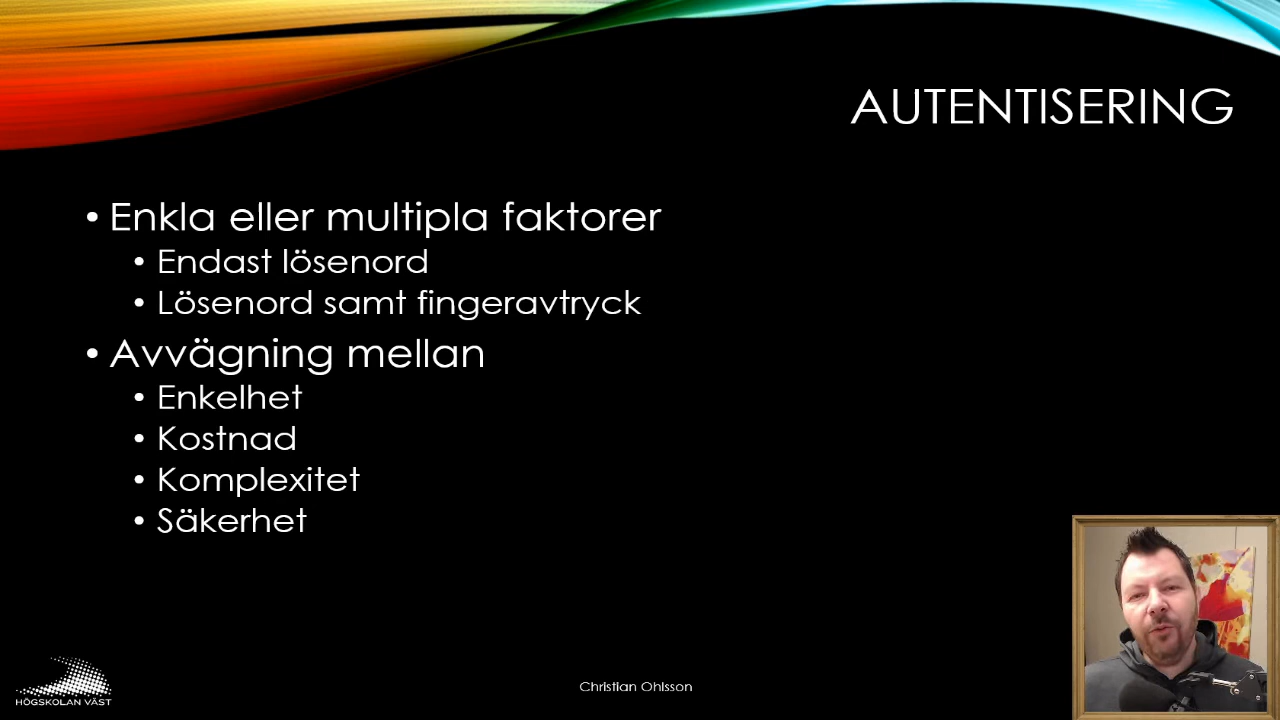 AUTENTISERING
• Enkla eller multipla faktorer
• Endast lösenord
• Lösenord samt fingeravtryck
• Avvägning mellan
• Enkelhet
• Kostnad
• Komplexitet
• Säkerhet
HÖGSKOLAN VÄST
Christian Ohlsson